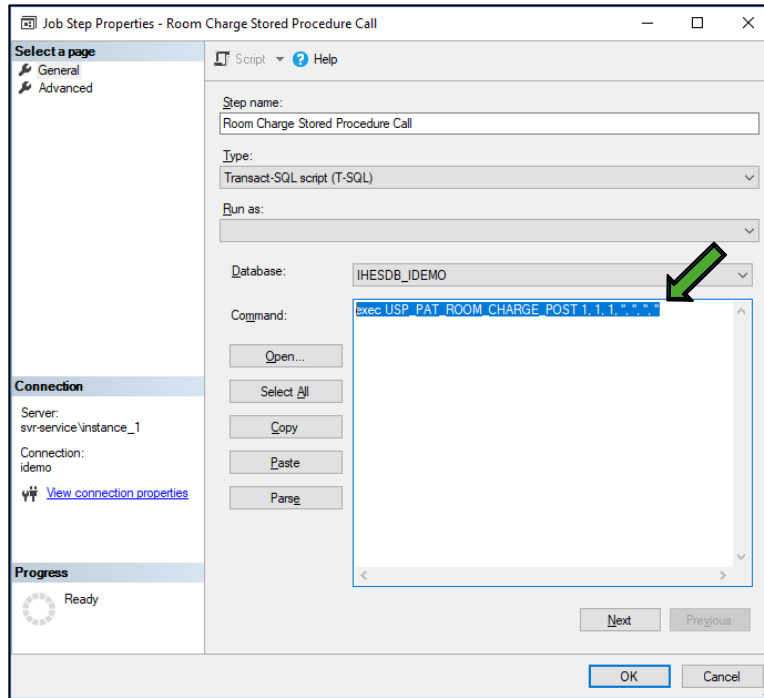 Job Step Properties - Room Charge Stored Procedure Call
Select a page
General
Advanced
Script
Help
Step name:
Room Charge Stored Procedure Call
Type:
Transact-SQL script (T-SQL)
Run as:
Database:
IHESDB_IDEMO
Command:
exec USP_PAT_ROOM_CHARGE_POST 1, 1, 1, '', '', '', ''
Open...
Select All
Copy
Paste
Parse
Connection
Server:
svr-service\instance_1
Connection:
idemo
View connection properties
Progress
Ready
Next
Previous
OK
Cancel